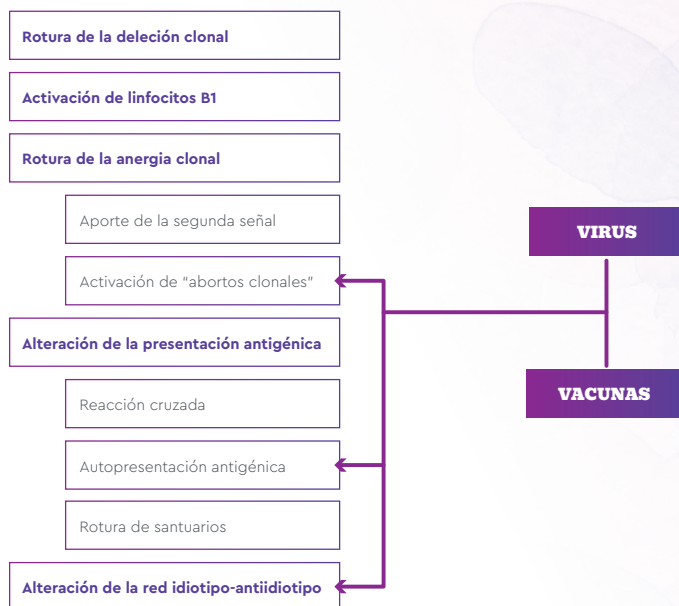 Rotura de la deleción clonal
Activación de linfocitos B1
Rotura de la anergia clonal
Aporte de la segunda señal
Activación de “abortos clonales”
Alteración de la presentación antigénica
Reacción cruzada
Autopresentación antigénica
Rotura de santuarios
Alteración de la red idiotipo-antiidiotipo
VIRUS
VACUNAS